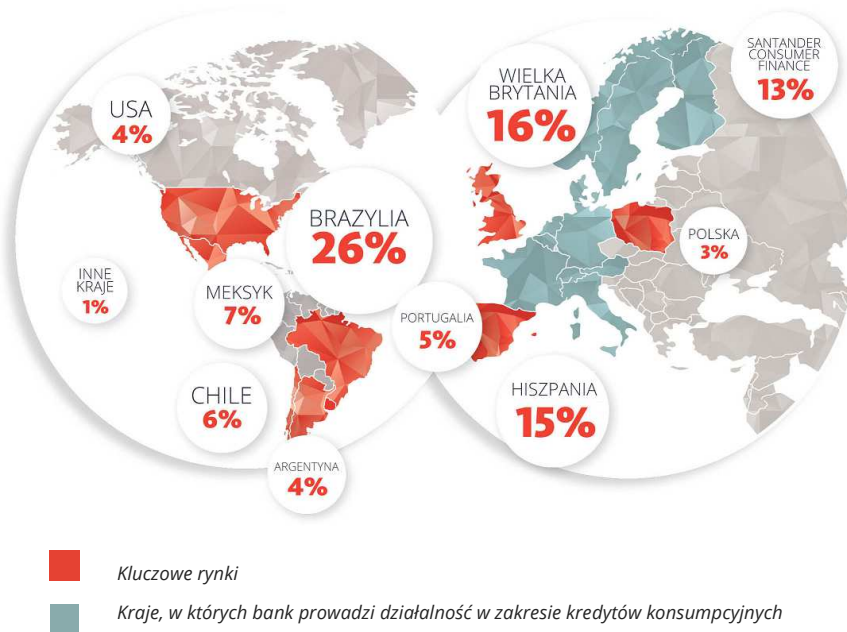 USA
4%
BRAZYLIA
26%
INNE
KRAJE
1%
MEKSYK
7%
CHILE
6%
ARGENTYNA
4%
WIELKA
BRYTANIA
16%
SANTANDER
CONSUMER
FINANCE
13%
POLSKA
3%
PORTUGALIA
5%
HISZPANIA
15%
Kluczowe rynki
Kraje, w których bank prowadzi działalność w zakresie kredytów konsumpcyjnych